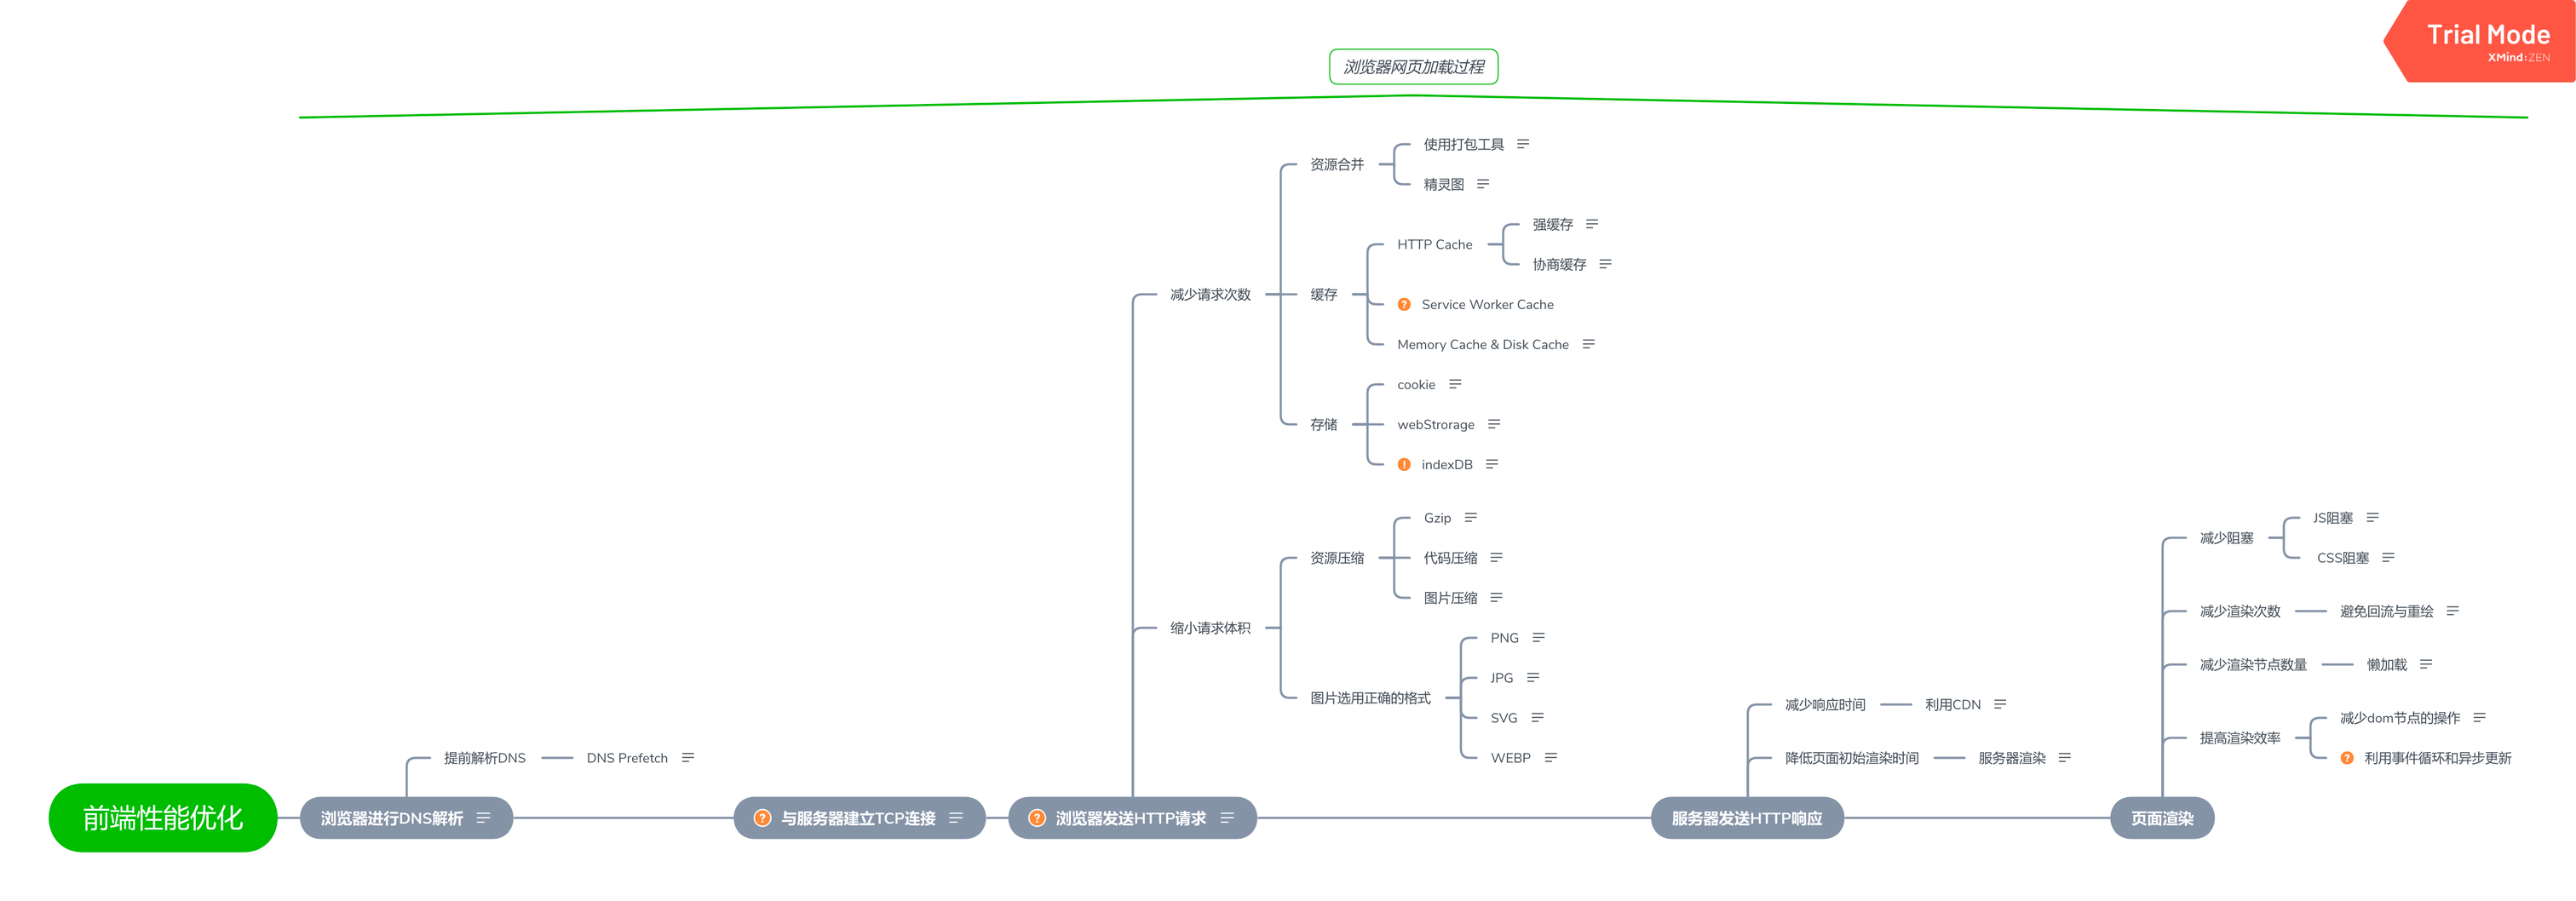 Trial Mode
XMind:ZEN
浏览器网页加载过程
前端性能优化
浏览器进行DNS解析
提前解析DNS
DNS Prefetch
与服务器建立TCP连接
浏览器发送HTTP请求
减少请求次数
资源合并
使用打包工具
精灵图
缓存
HTTP Cache
强缓存
协商缓存
Service Worker Cache
Memory Cache & Disk Cache
存储
cookie
webStrorage
indexDB
缩小请求体积
资源压缩
Gzip
代码压缩
图片压缩
图片选用正确的格式
PNG
JPG
SVG
WEBP
服务器发送HTTP响应
减少响应时间
利用CDN
降低页面初始渲染时间
服务器渲染
页面渲染
减少阻塞
JS阻塞
CSS阻塞
减少渲染次数
避免回流与重绘
减少渲染节点数量
懒加载
提高渲染效率
减少dom节点的操作
利用事件循环和异步更新